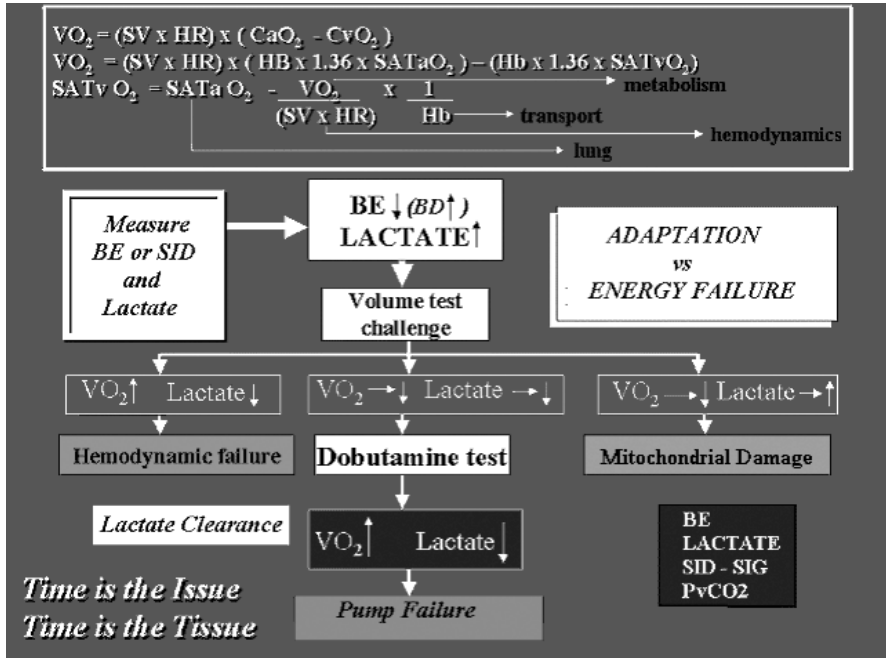 VO₂ = (SV x HR) x ( CaO₂ - CvO₂ )
VO₂ = (SV x HR) x ( HB x 1.36 x SATaO₂ ) – (Hb x 1.36 x SATvO₂)
SATv O₂ = SATa O₂ - VO₂ x 1
metabolism
(SV x HR) Hb → transport
hemodynamics
lung
Measure
BE or SID
and
Lactate
BE ↓ (BD↑)
LACTATE ↑
ADAPTATION
vs
ENERGY FAILURE
Volume test
challenge
VO₂ ↑ Lactate ↓
VO₂ →↓ Lactate →↓
VO₂ →↓ Lactate →↑
Hemodynamic failure
Dobutamine test
Mitochondrial Damage
Lactate Clearance
VO₂ ↑ Lactate ↓
BE
LACTATE
SID - SIG
PvCO2
Time is the Issue
Time is the Tissue
Pump Failure